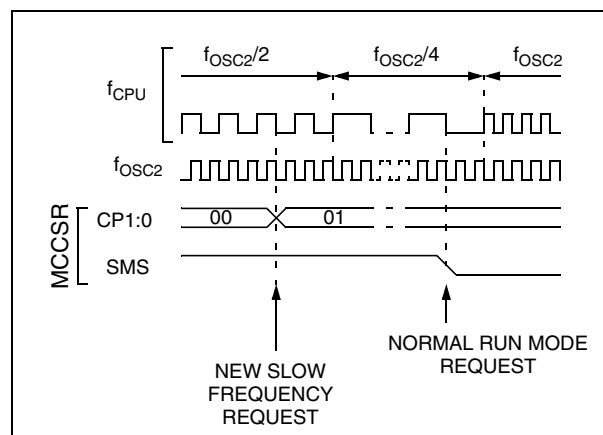 fOSC2/2
fOSC2/4
fOSC2
fCPU
fOSC2
MCCSR
CP1:0
00
01
SMS
NEW SLOW
FREQUENCY
REQUEST
NORMAL RUN MODE
REQUEST